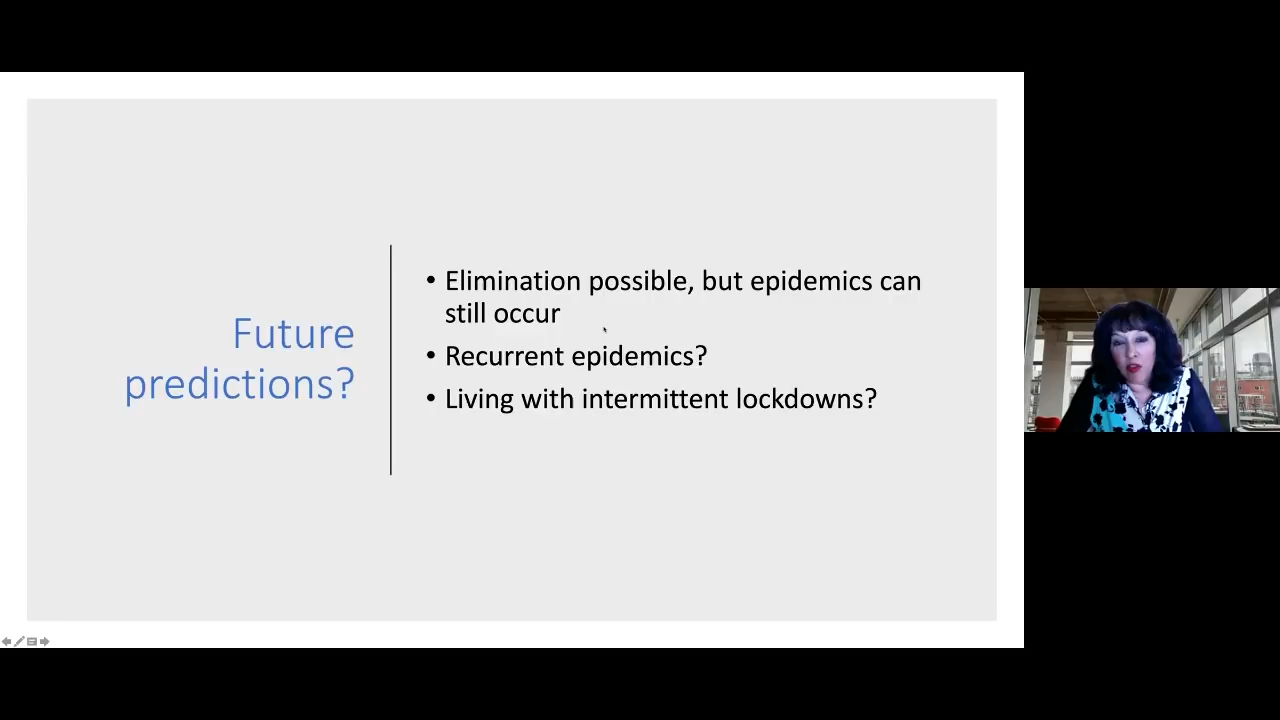 Future
predictions?
• Elimination possible, but epidemics can
still occur
• Recurrent epidemics?
• Living with intermittent lockdowns?